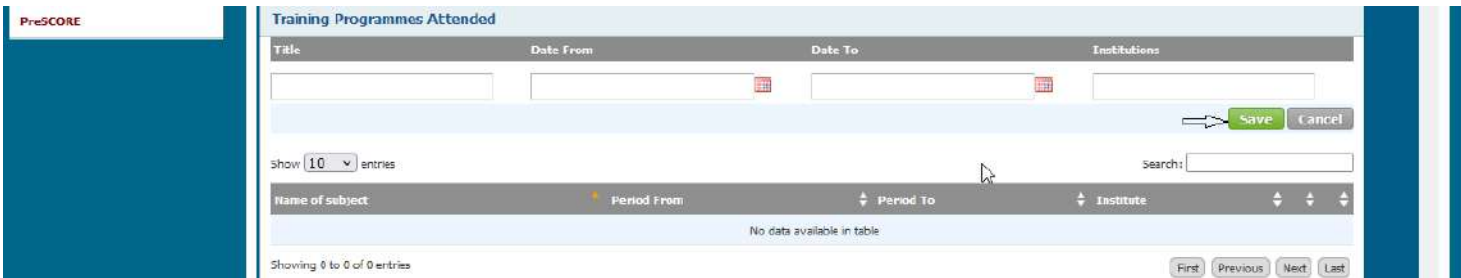 PreSCORE
Training Programmes Attended
Title Date From Date To Institutions
Save Cancel
Show 10 entries Search:
Name of subject Period From Period To Institute
No data available in table
Showing 0 to 0 of 0 entries
First Previous Next Last